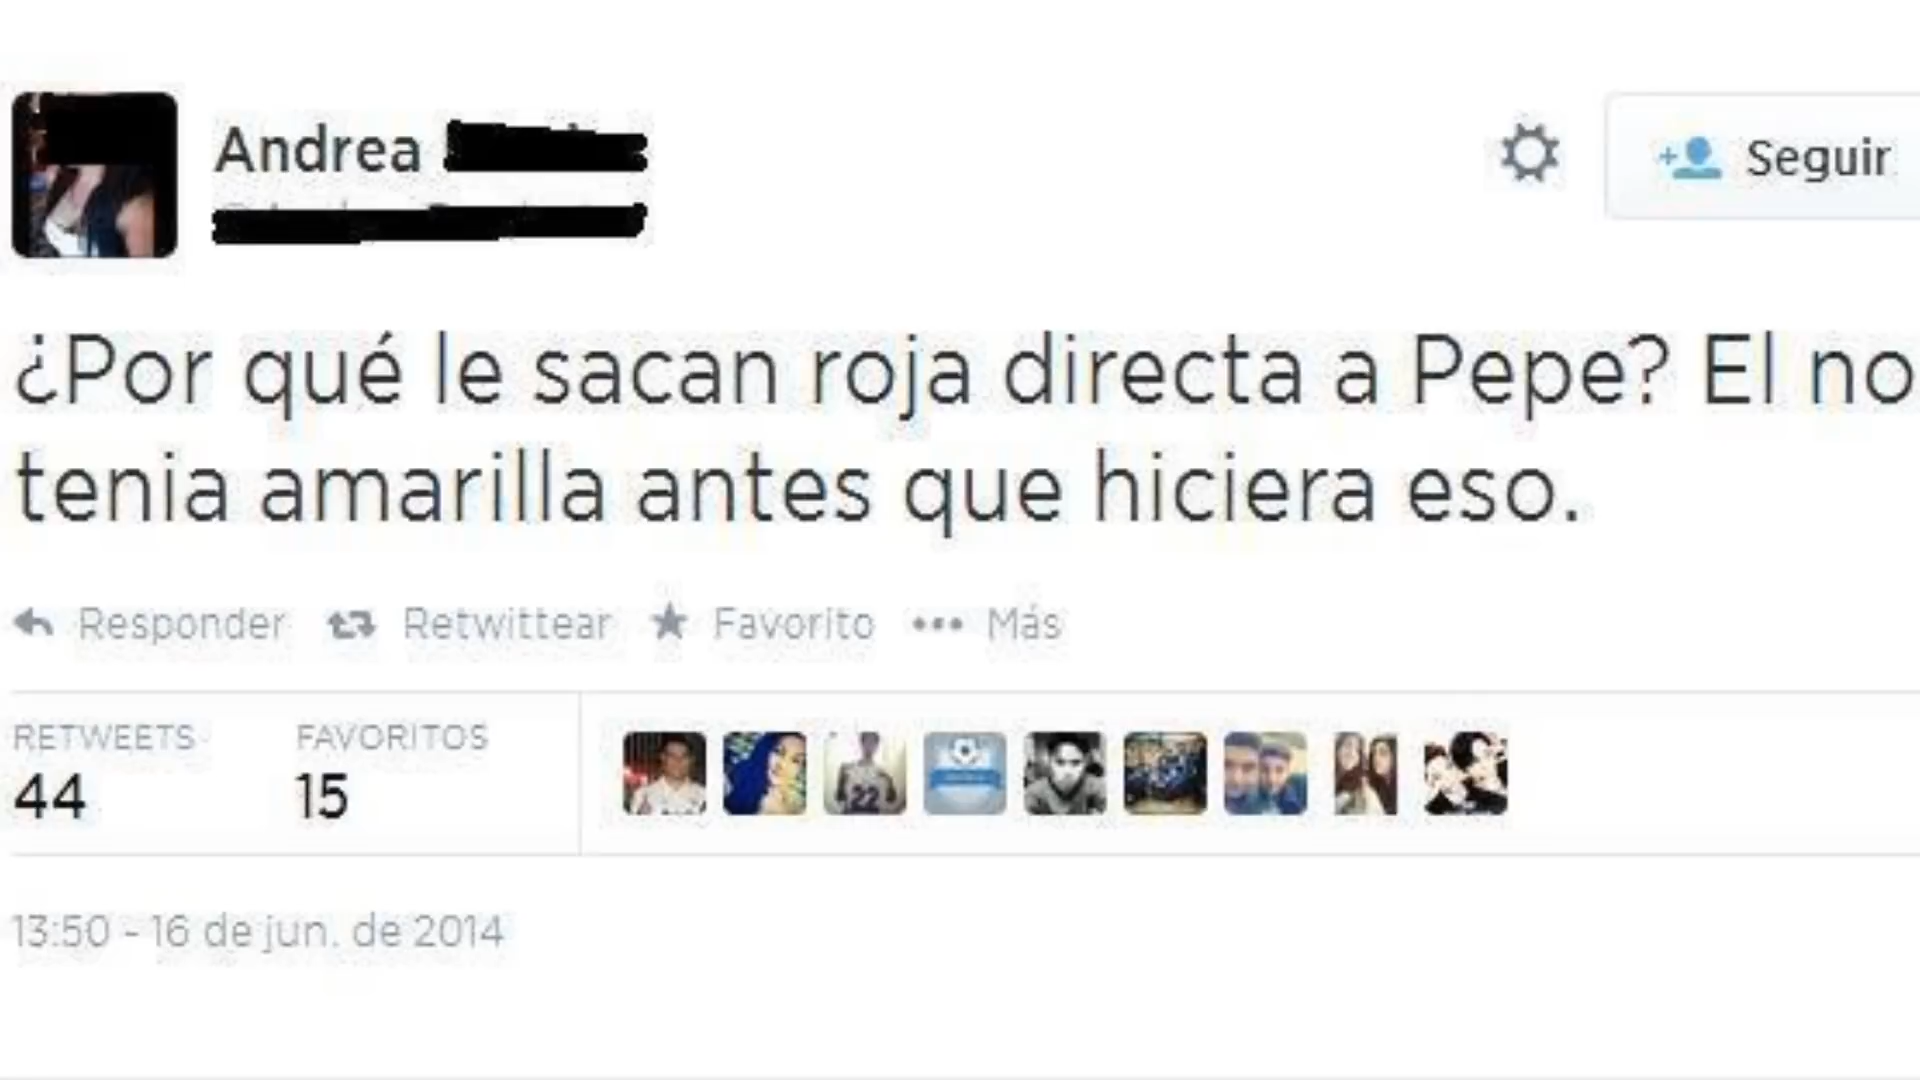 Andrea
Seguir
¿Por qué le sacan roja directa a Pepe? El no
tenia amarilla antes que hiciera eso.
Responder Retwittear Favorito Más
RETWEETS FAVORITOS
44 15
22
13:50 - 16 de jun. de 2014